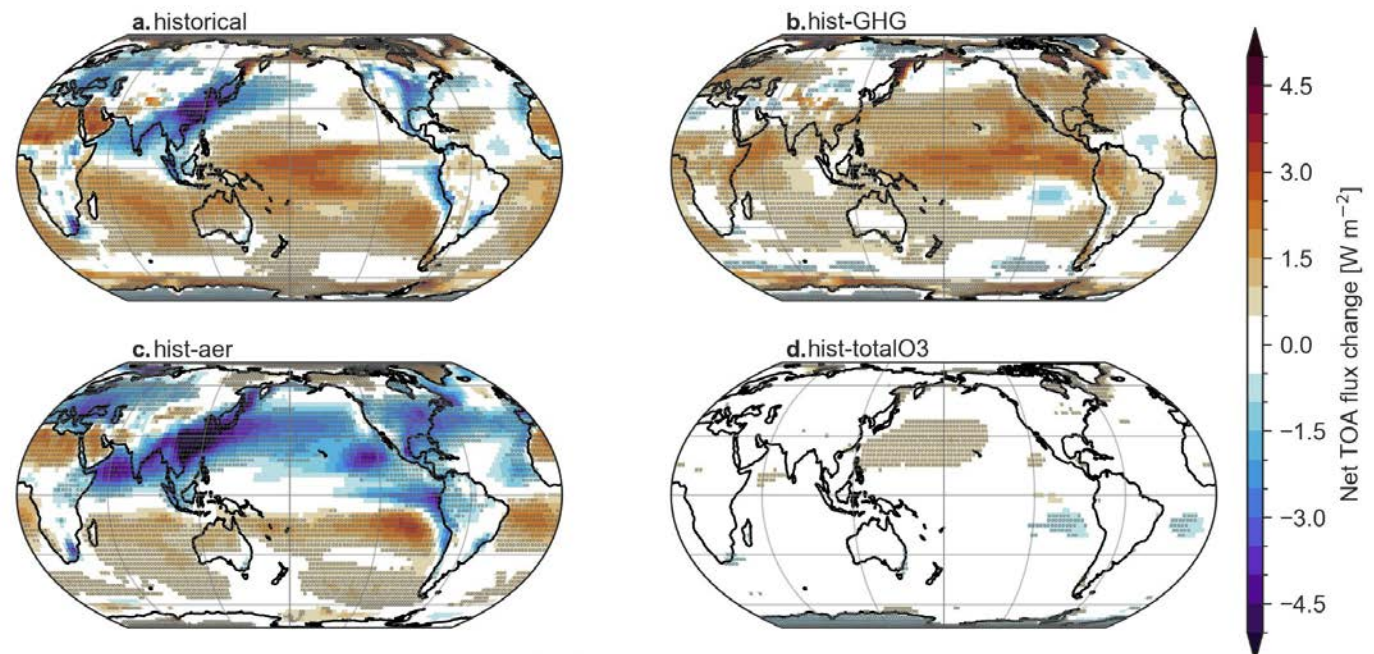 a. historical
b. hist-GHG
c. hist-aer
d. hist-totalO3
4.5
3.0
1.5
0.0
−1.5
−3.0
−4.5
Net TOA flux change [W m⁻²]